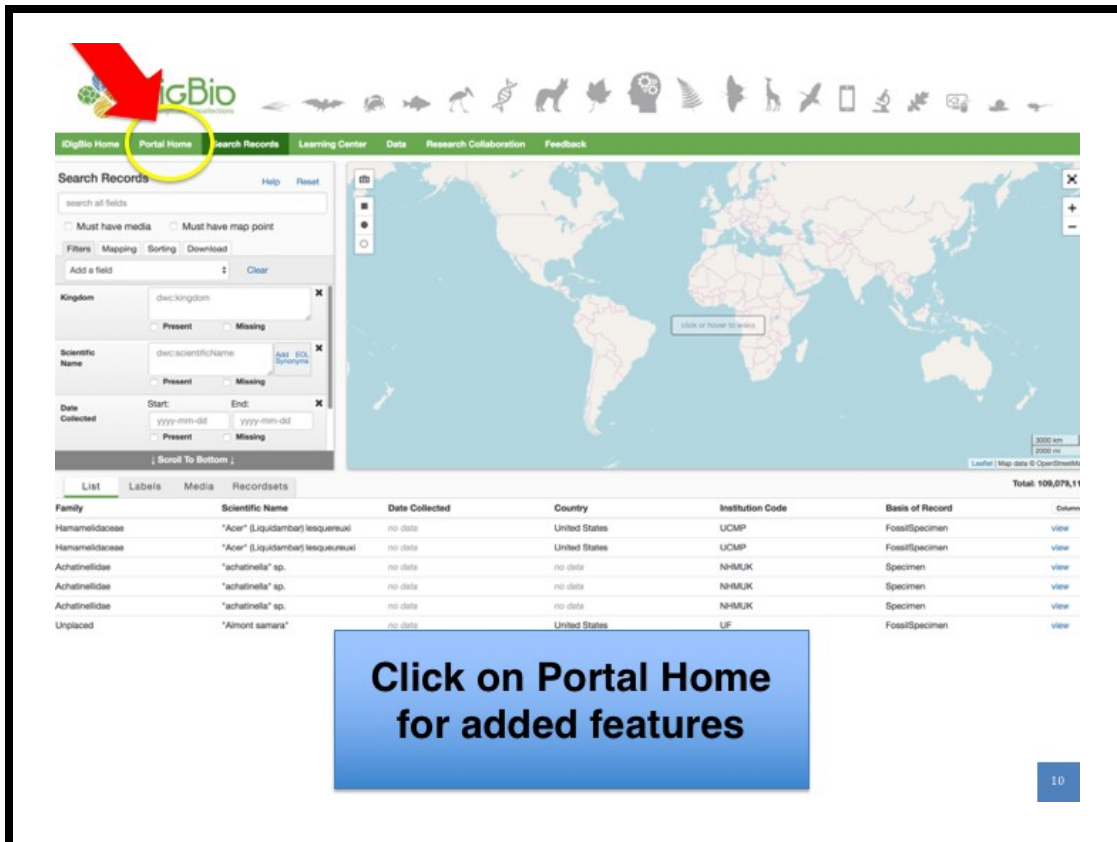 igBio
iDigBio Home Portal Home Search Records Learning Center Data Research Collaboration Feedback
Search Records Help Reset
search all fields
Must have media Must have map point
Filters Mapping Sorting Download
Add a field Clear
Kingdom dwc:kingdom
Present Missing
Scientific Name dwc:scientificName Add EOL Synonyms
Present Missing
Date Collected Start: End:
yyyy-mm-dd yyyy-mm-dd
Present Missing
↓ Scroll To Bottom ↓
click or hover to wake
3000 km
2000 mi
Leaflet | Map data © OpenStreetMa
List Labels Media Recordsets Total: 109,079,11
Family Scientific Name Date Collected Country Institution Code Basis of Record Column
Hamamelidaceae "Acer" (Liquidambar) lesquereuxi no data United States UCMP FossilSpecimen view
Hamamelidaceae "Acer" (Liquidambar) lesqueureuxi no data United States UCMP FossilSpecimen view
Achatinellidae "achatinella" sp. no data no data NHMUK Specimen view
Achatinellidae "achatinella" sp. no data no data NHMUK Specimen view
Achatinellidae "achatinella" sp. no data no data NHMUK Specimen view
Unplaced "Almont samara" no data United States UF FossilSpecimen view
Click on Portal Home
for added features
10